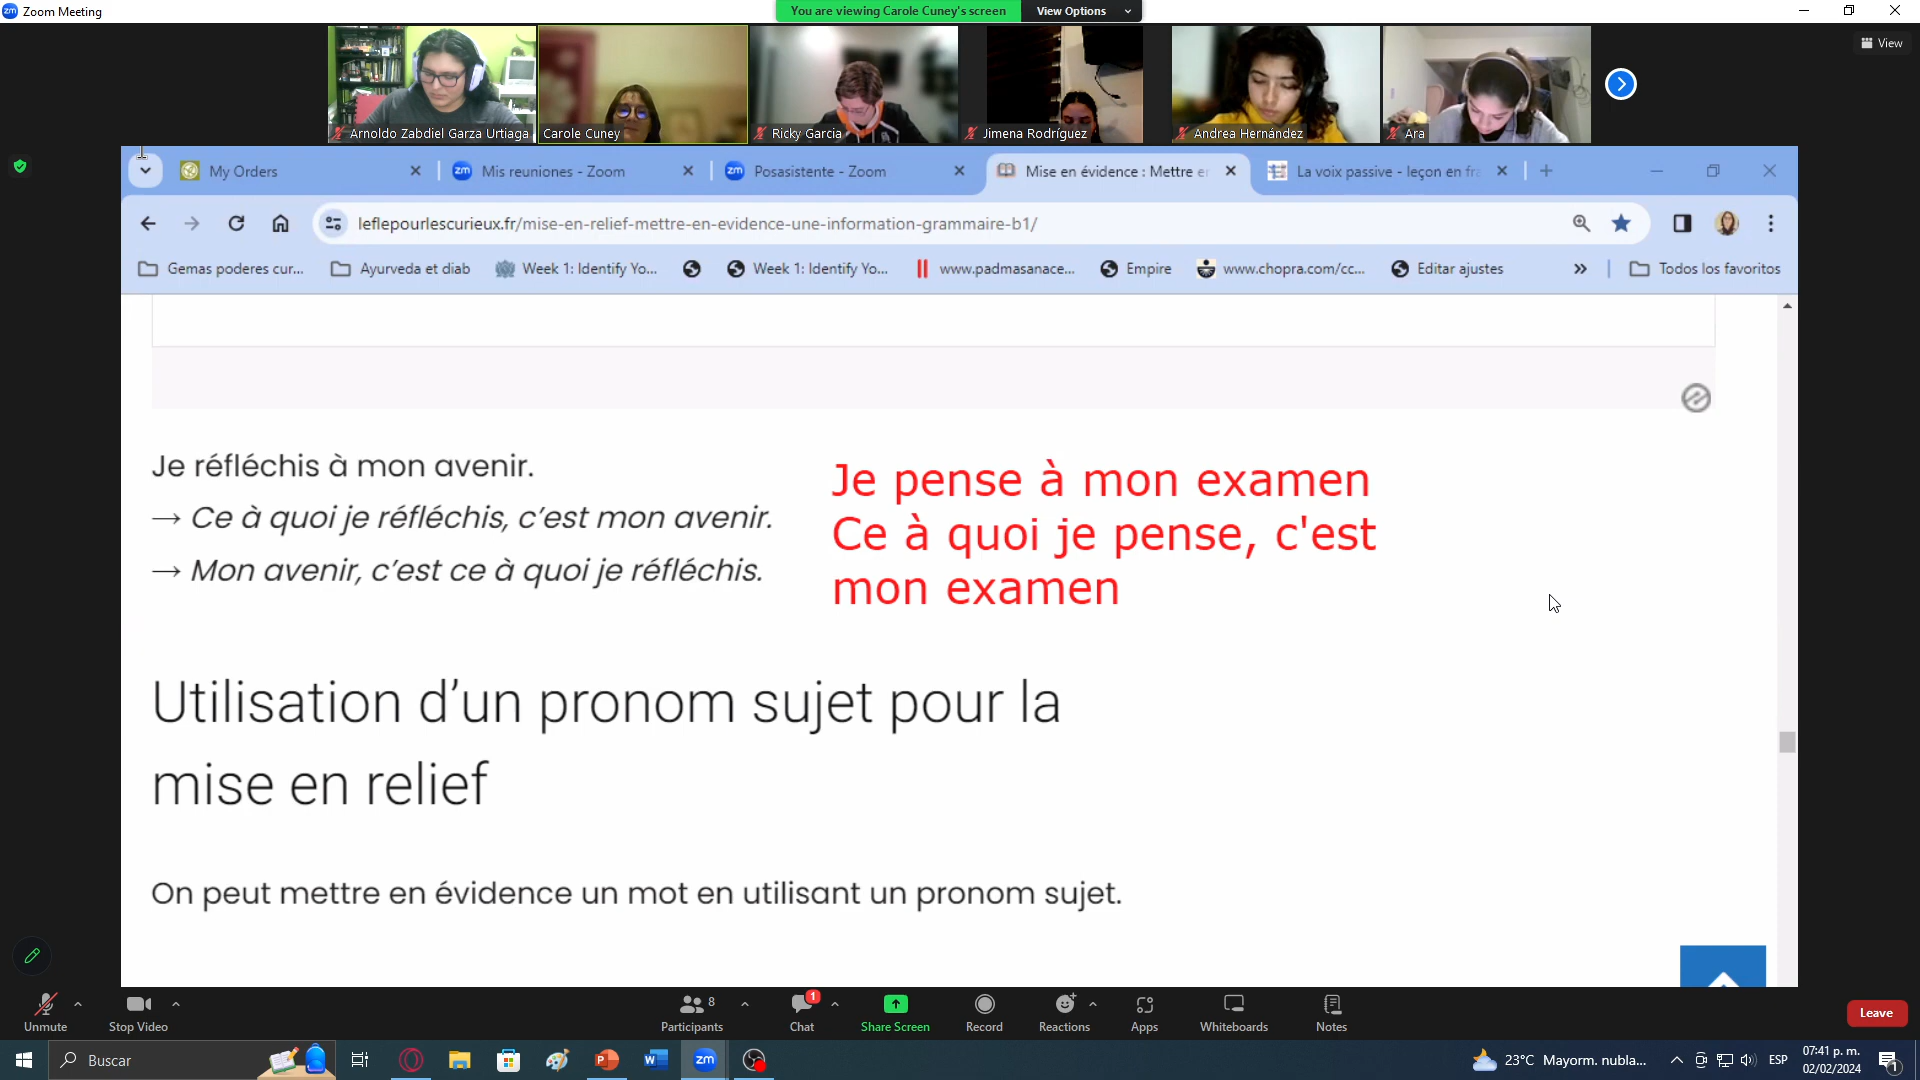 Zoom Meeting
You are viewing Carole Cuney's screen
View Options
View
Arnoldo Zabdiel Garza Urtiaga
Carole Cuney
Ricky Garcia
Jimena Rodríguez
Andrea Hernández
Ara
My Orders
Mis reuniones - Zoom
Posasistente - Zoom
Mise en évidence : Mettre en
La voix passive - leçon en fra
leflepourlescurieux.fr/mise-en-relief-mettre-en-evidence-une-information-grammaire-b1/
Gemas poderes cur...
Ayurveda et diab
Week 1: Identify Yo...
Week 1: Identify Yo...
www.padmasanace...
Empire
www.chopra.com/cc...
Editar ajustes
»
Todos los favoritos
Je réfléchis à mon avenir.
→ Ce à quoi je réfléchis, c’est mon avenir.
→ Mon avenir, c’est ce à quoi je réfléchis.
Je pense à mon examen
Ce à quoi je pense, c'est
mon examen
Utilisation d’un pronom sujet pour la
mise en relief
On peut mettre en évidence un mot en utilisant un pronom sujet.
Unmute
Stop Video
8
Participants
1
Chat
Share Screen
Record
Reactions
Apps
Whiteboards
Notes
Leave
Buscar
23°C Mayorm. nubla...
ESP
07:41 p. m.
02/02/2024
1